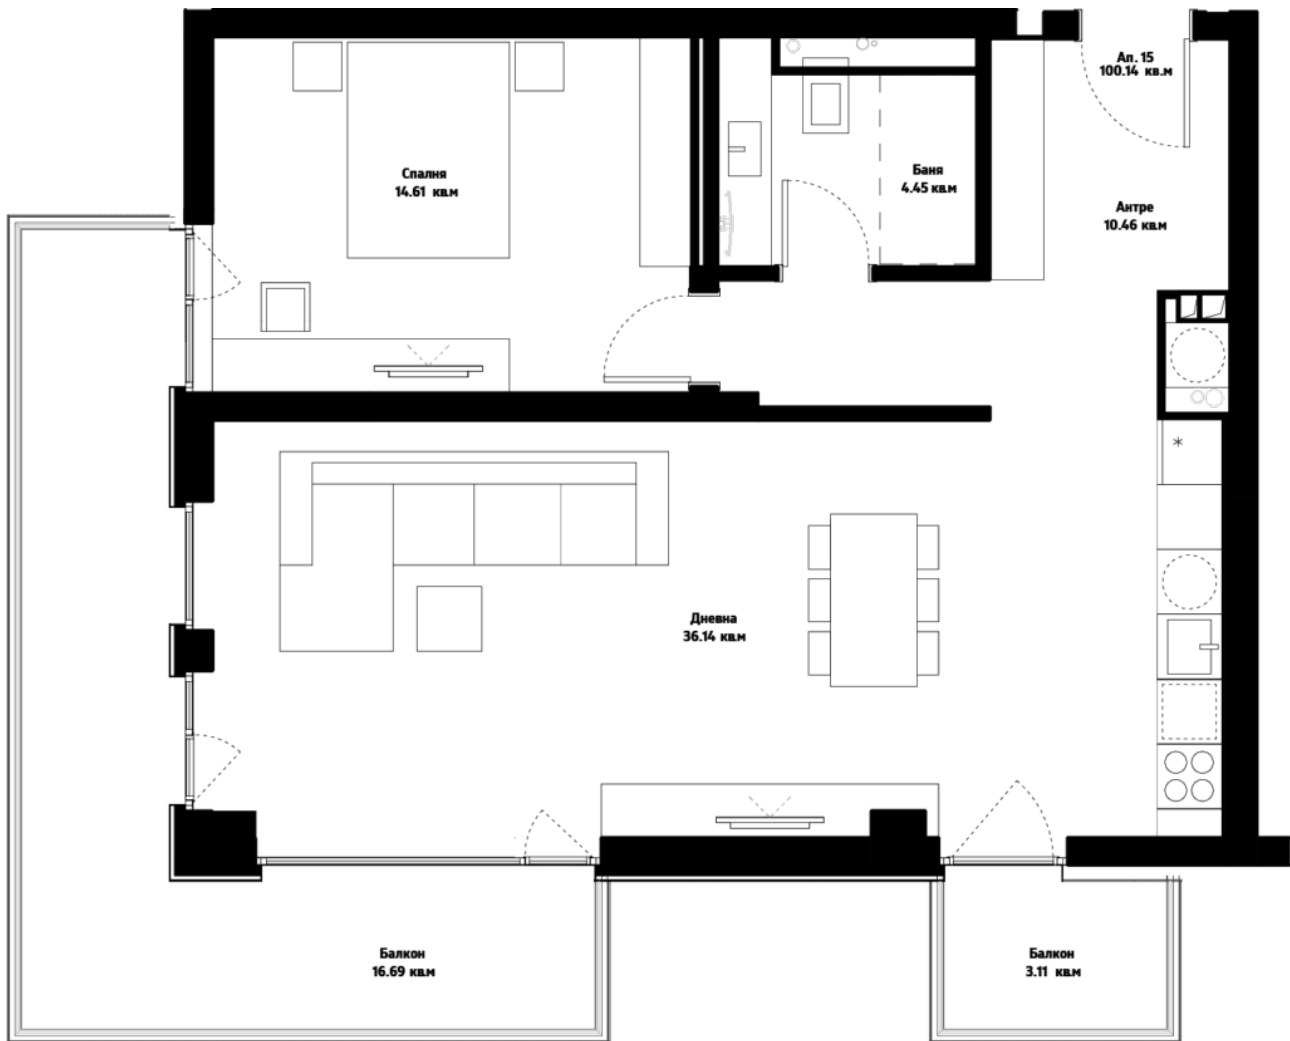 Ап. 15
100.14 кв.м
Спалня
14.61 кв.м
Баня
4.45 кв.м
Антре
10.46 кв.м
Дневна
36.14 кв.м
Балкон
16.69 кв.м
Балкон
3.11 кв.м